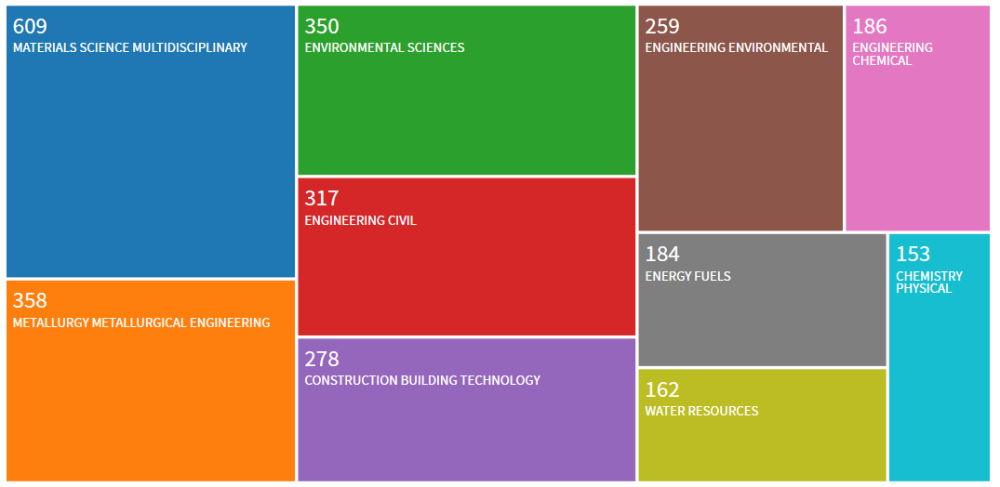 609
MATERIALS SCIENCE MULTIDISCIPLINARY
358
METALLURGY METALLURGICAL ENGINEERING
350
ENVIRONMENTAL SCIENCES
317
ENGINEERING CIVIL
278
CONSTRUCTION BUILDING TECHNOLOGY
259
ENGINEERING ENVIRONMENTAL
186
ENGINEERING
CHEMICAL
184
ENERGY FUELS
162
WATER RESOURCES
153
CHEMISTRY
PHYSICAL